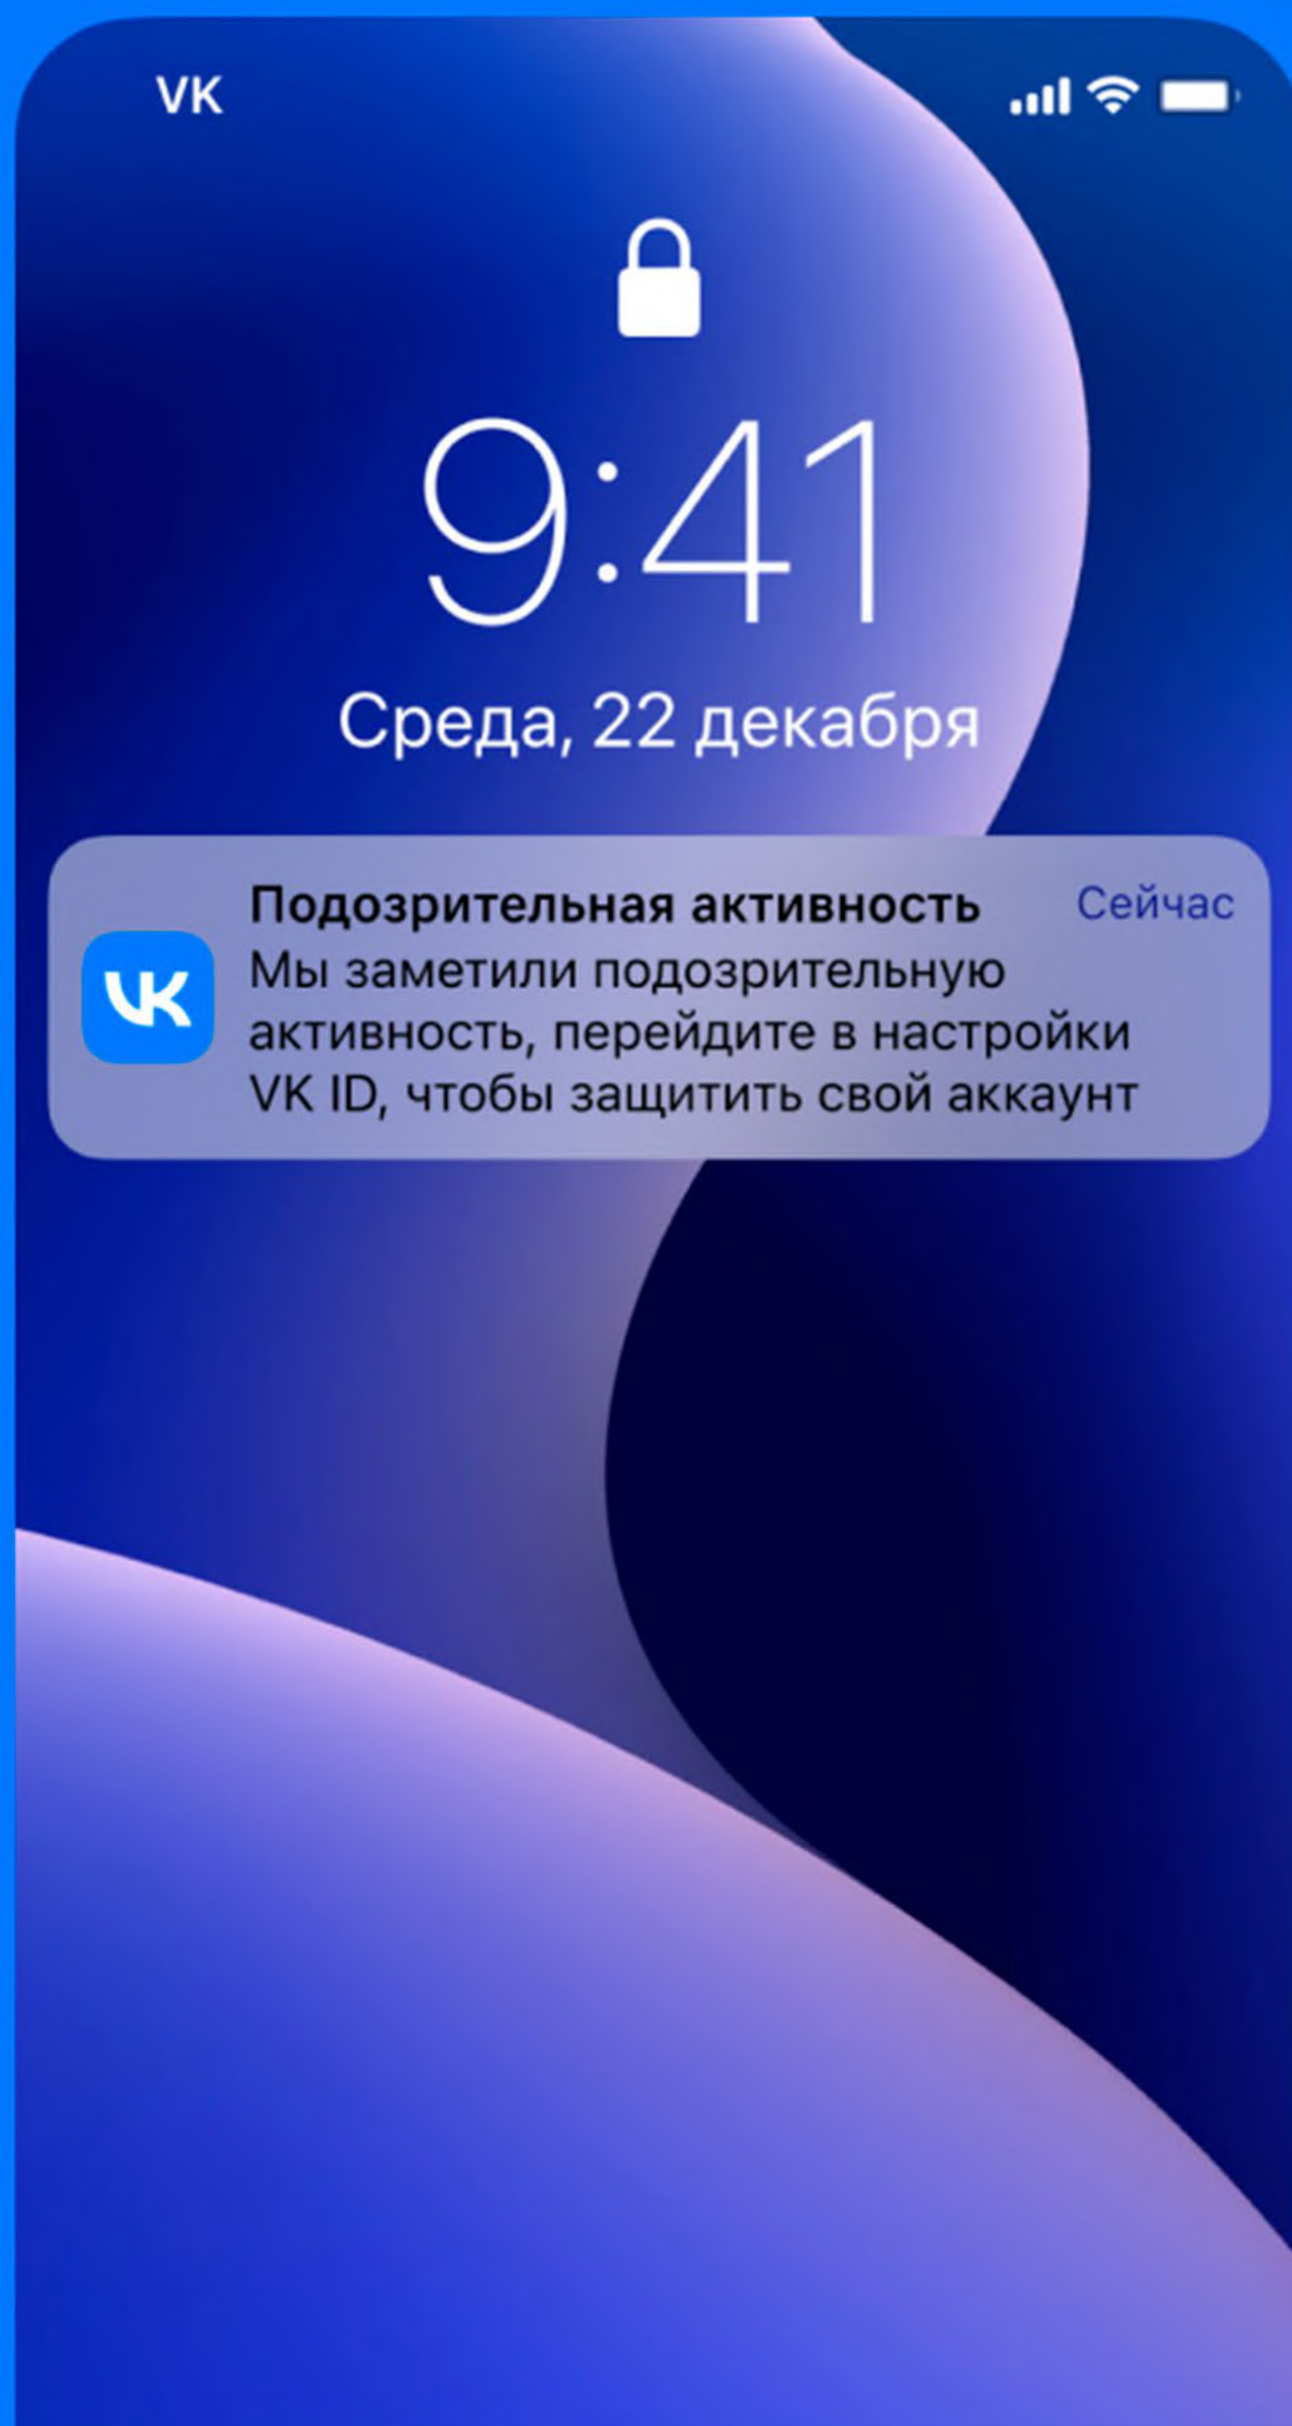 VK
9:41
Среда, 22 декабря
Подозрительная активность Сейчас
Мы заметили подозрительную
активность, перейдите в настройки
VK ID, чтобы защитить свой аккаунт
VK